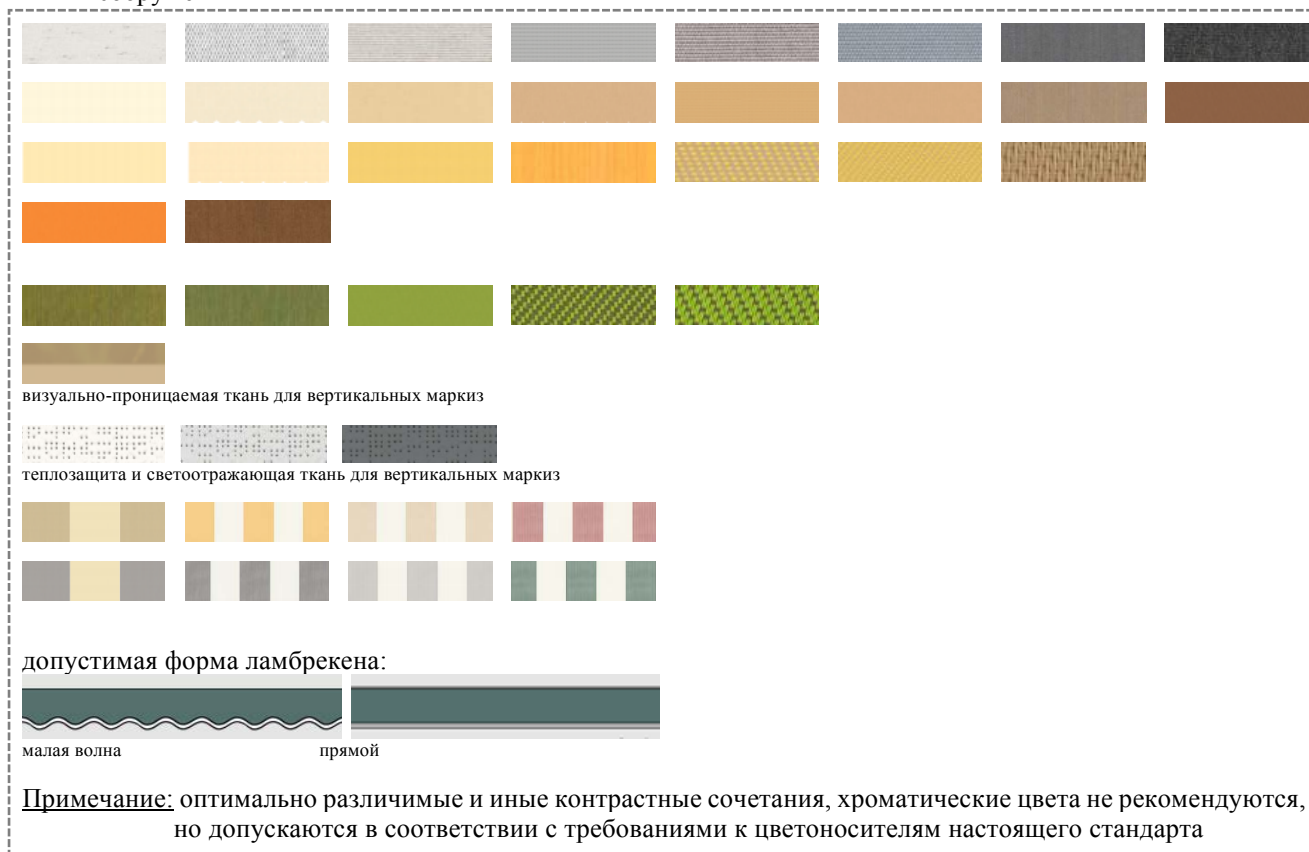 визуально-проницаемая ткань для вертикальных маркиз
теплозащита и светоотражающая ткань для вертикальных маркиз
допустимая форма ламбрекена:
малая волна прямой
Примечание: оптимально различимые и иные контрастные сочетания, хроматические цвета не рекомендуются,
но допускаются в соответствии с требованиями к цветоносителям настоящего стандарта